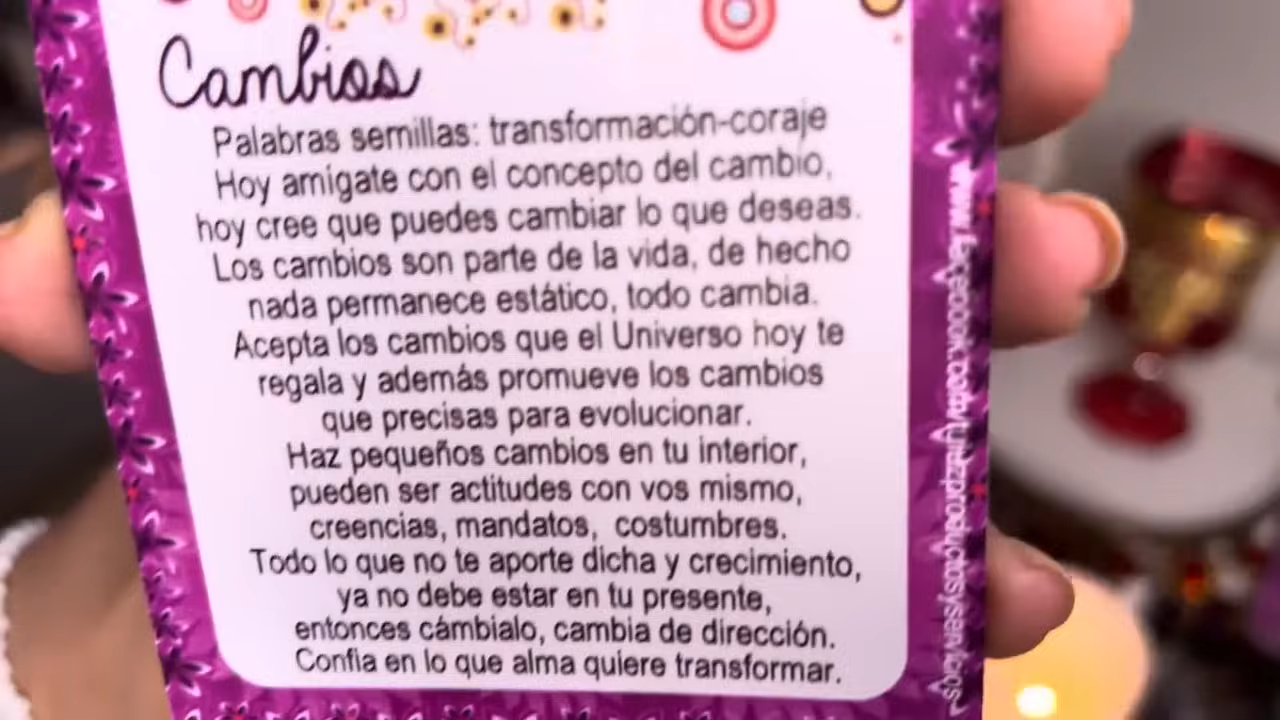 Cambios
Palabras semillas: transformación-coraje
Hoy amigate con el concepto del cambio,
hoy cree que puedes cambiar lo que deseas.
Los cambios son parte de la vida, de hecho
nada permanece estático, todo cambia.
Acepta los cambios que el Universo hoy te
regala y además promueve los cambios
que precisas para evolucionar.
Haz pequeños cambios en tu interior,
pueden ser actitudes con vos mismo,
creencias, mandatos, costumbres.
Todo lo que no te aporte dicha y crecimiento,
ya no debe estar en tu presente,
entonces cámbialo, cambia de dirección.
Confia en lo que alma quiere transformar.